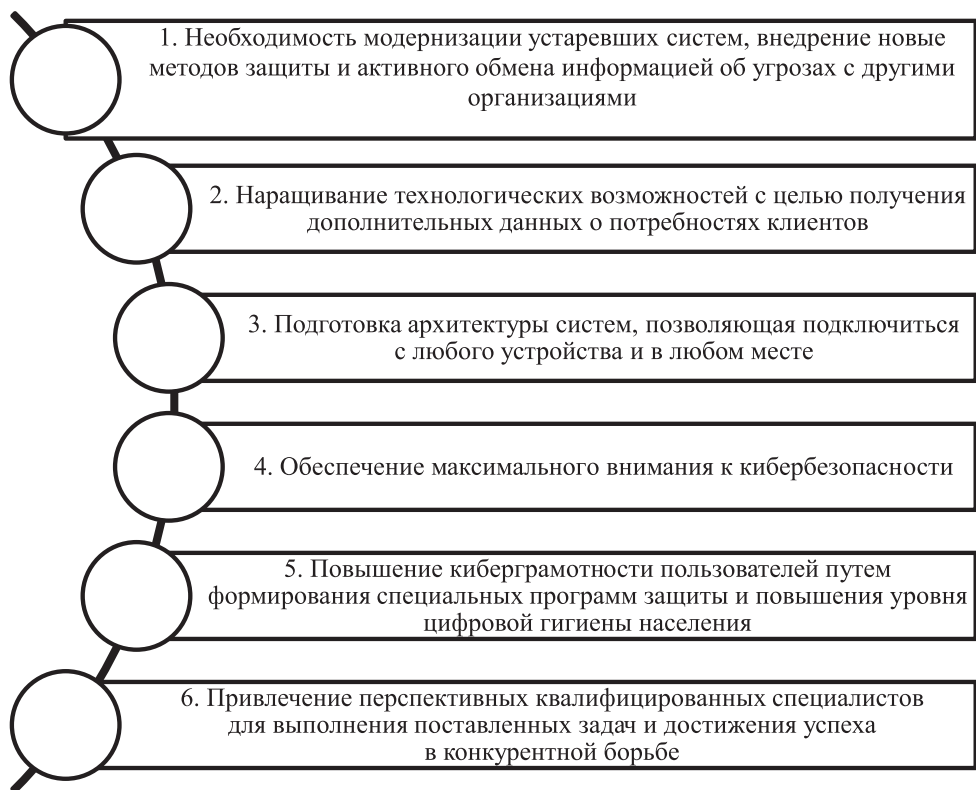 1. Необходимость модернизации устаревших систем, внедрение новые
методов защиты и активного обмена информацией об угрозах с другими
организациями
2. Наращивание технологических возможностей с целью получения
дополнительных данных о потребностях клиентов
3. Подготовка архитектуры систем, позволяющая подключиться
с любого устройства и в любом месте
4. Обеспечение максимального внимания к кибербезопасности
5. Повышение киберграмотности пользователей путем
формирования специальных программ защиты и повышения уровня
цифровой гигиены населения
6. Привлечение перспективных квалифицированных специалистов
для выполнения поставленных задач и достижения успеха
в конкурентной борьбе